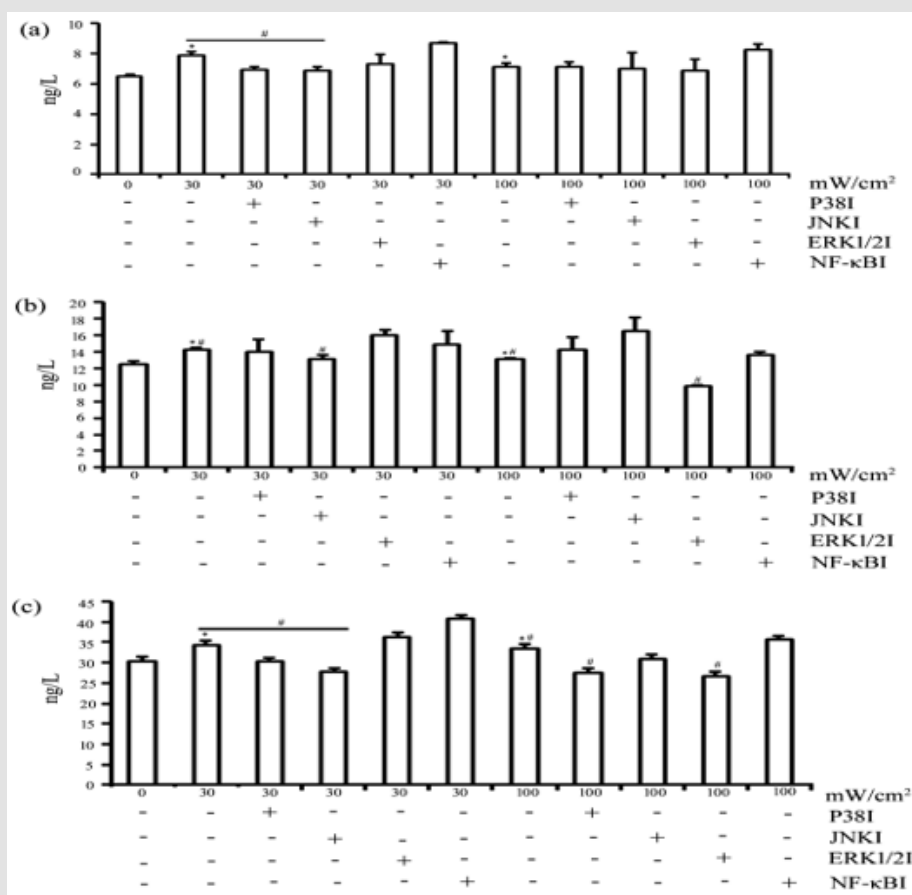 (a)
ng/L
10
8
6
4
2
0
* # *
0 30 30 30 30 30 100 100 100 100 100 mW/cm²
- - + - - - - + - - - P38I
- - - + - - - - + - - JNKI
- - - - + - - - - + - ERK1/2I
- - - - - + - - - - + NF-κBI
(b)
ng/L
20
18
16
14
12
10
8
6
4
2
0
*# # *# #
0 30 30 30 30 30 100 100 100 100 100 mW/cm²
- - + - - - - + - - - P38I
- - - + - - - - + - - JNKI
- - - - + - - - - + - ERK1/2I
- - - - - + - - - - + NF-κBI
(c)
ng/L
45
40
35
30
25
20
15
10
5
0
* # *# # #
0 30 30 30 30 30 100 100 100 100 100 mW/cm²
- - + - - - - + - - - P38I
- - - + - - - - + - - JNKI
- - - - + - - - - + - ERK1/2I
- - - - - + - - - - + NF-κBI